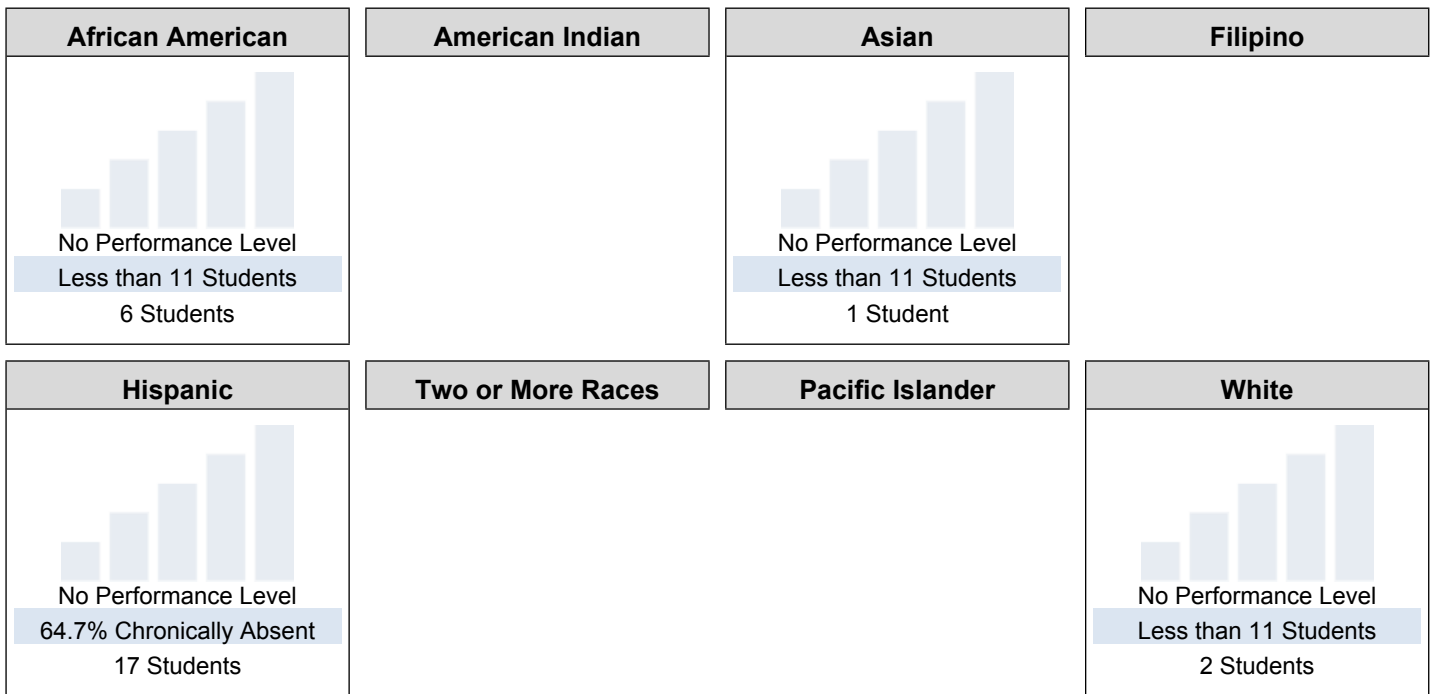 African American
No Performance Level
Less than 11 Students
6 Students
American Indian
Asian
No Performance Level
Less than 11 Students
1 Student
Filipino
Hispanic
No Performance Level
64.7% Chronically Absent
17 Students
Two or More Races
Pacific Islander
White
No Performance Level
Less than 11 Students
2 Students